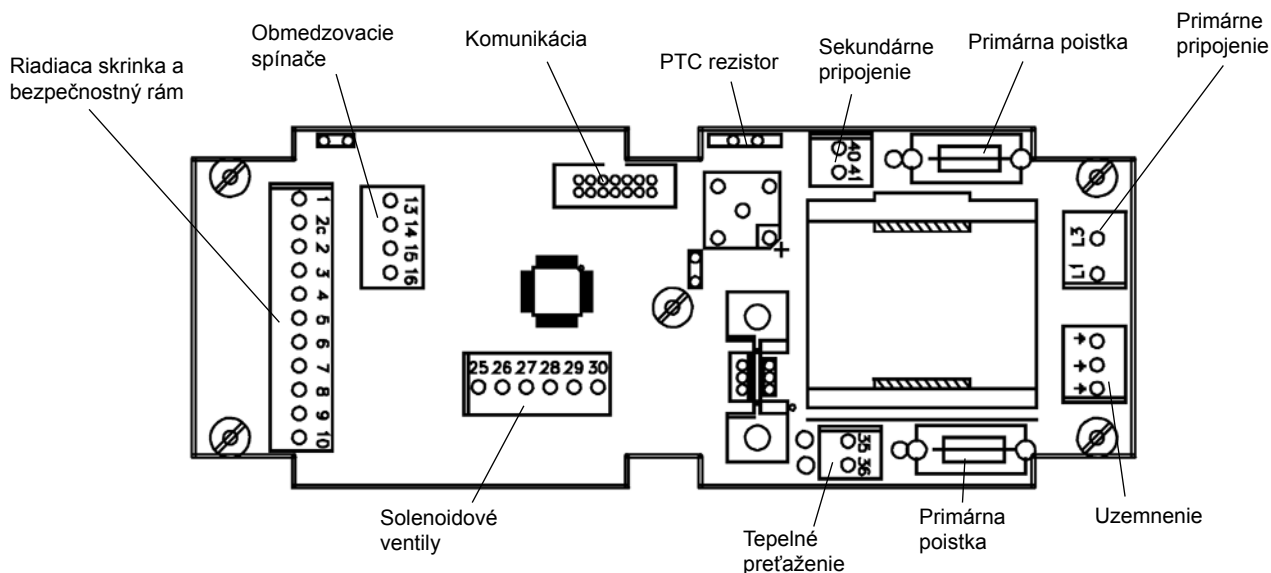 Riadiaca skrinka a
bezpečnostný rám
Obmedzovacie
spínače
Komunikácia
PTC rezistor
Sekundárne
pripojenie
Primárna poistka
Primárne
pripojenie
1
2c
2
3
4
5
6
7
8
9
10
13
14
15
16
25 26 27 28 29 30
40
41
+
L3
L1
35
36
Solenoidové
ventily
Tepelné
preťaženie
Primárna
poistka
Uzemnenie